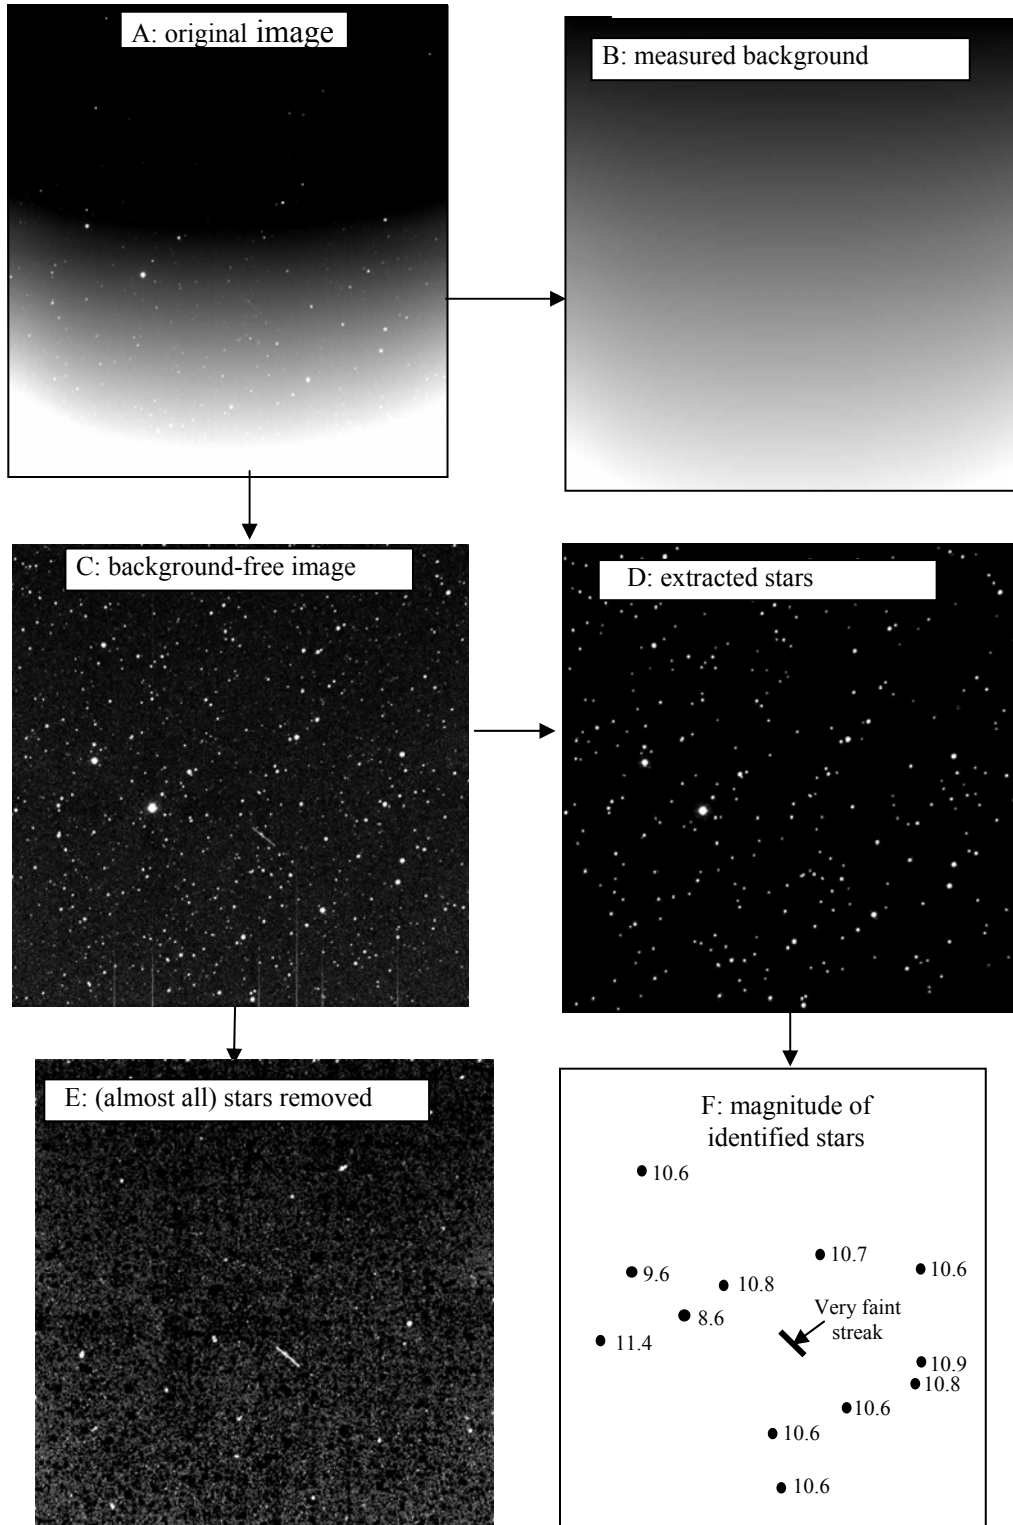 A: original image
B: measured background
C: background-free image
D: extracted stars
E: (almost all) stars removed
F: magnitude of
identified stars
10.6
10.7
10.6
9.6
10.8
8.6
Very faint
streak
11.4
10.9
10.8
10.6
10.6
10.6